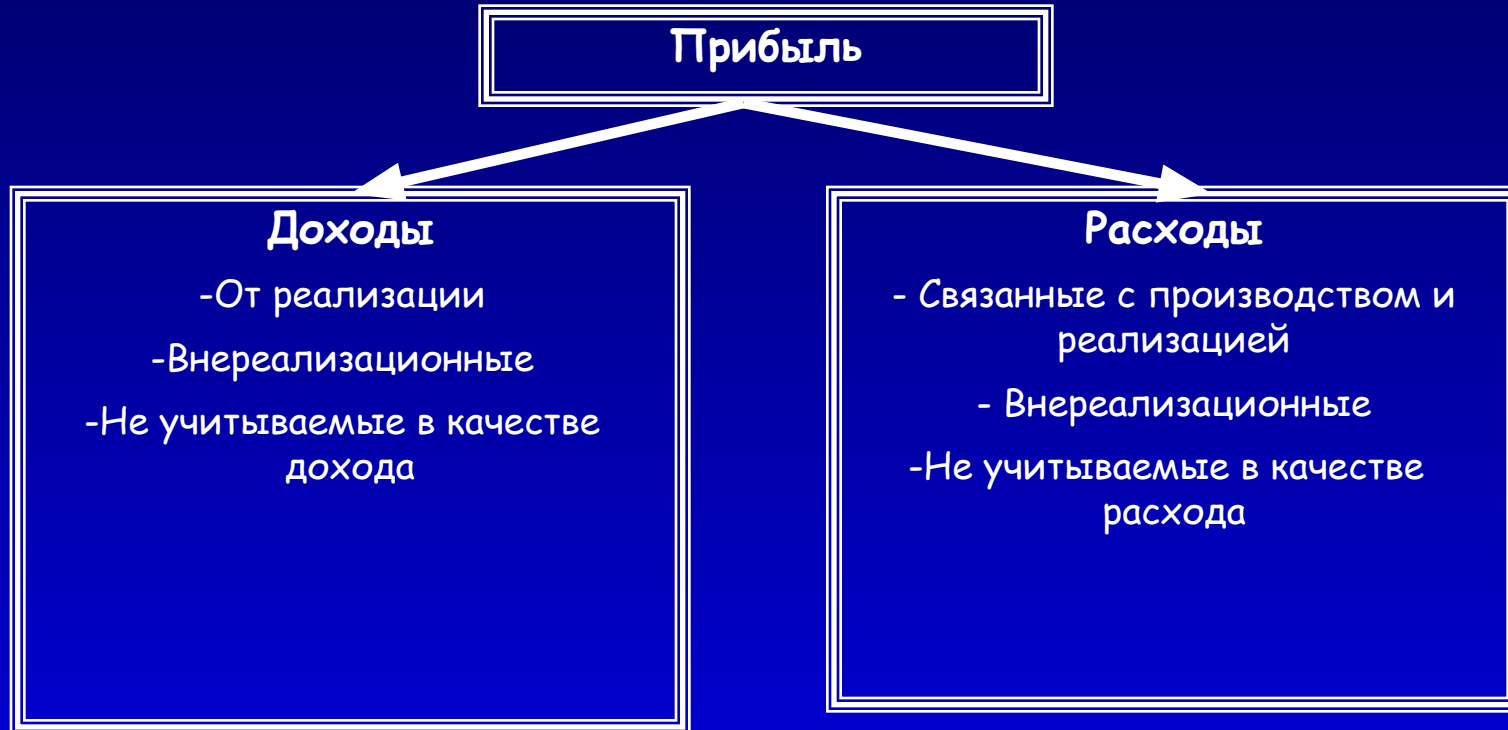 Прибыль
Доходы
-От реализации
-Внереализационные
-Не учитываемые в качестве
дохода
Расходы
- Связанные с производством и
реализацией
- Внереализационные
-Не учитываемые в качестве
расхода